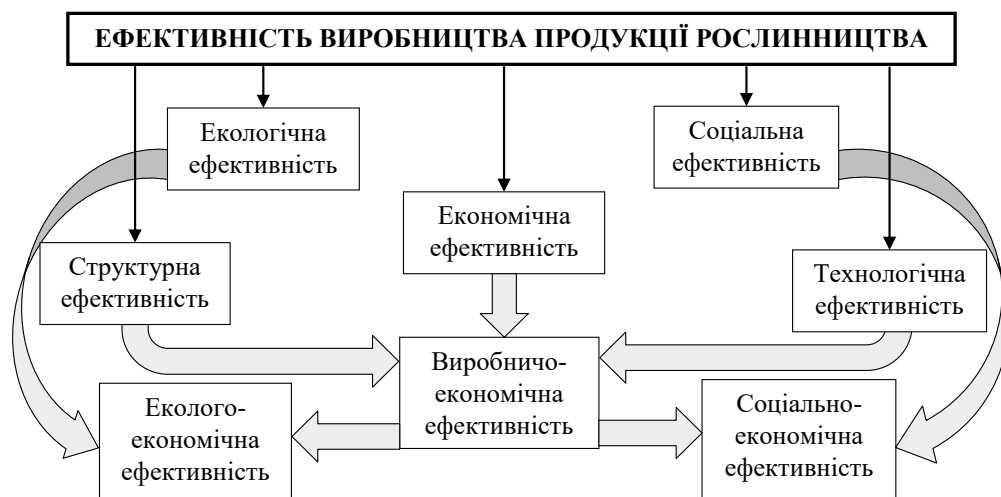 ЕФЕКТИВНІСТЬ ВИРОБНИЦТВА ПРОДУКЦІЇ РОСЛИННИЦТВА
Екологічна
ефективність
Соціальна
ефективність
Економічна
ефективність
Структурна
ефективність
Технологічна
ефективність
Виробничо-
економічна
ефективність
Еколого-
економічна
ефективність
Соціально-
економічна
ефективність